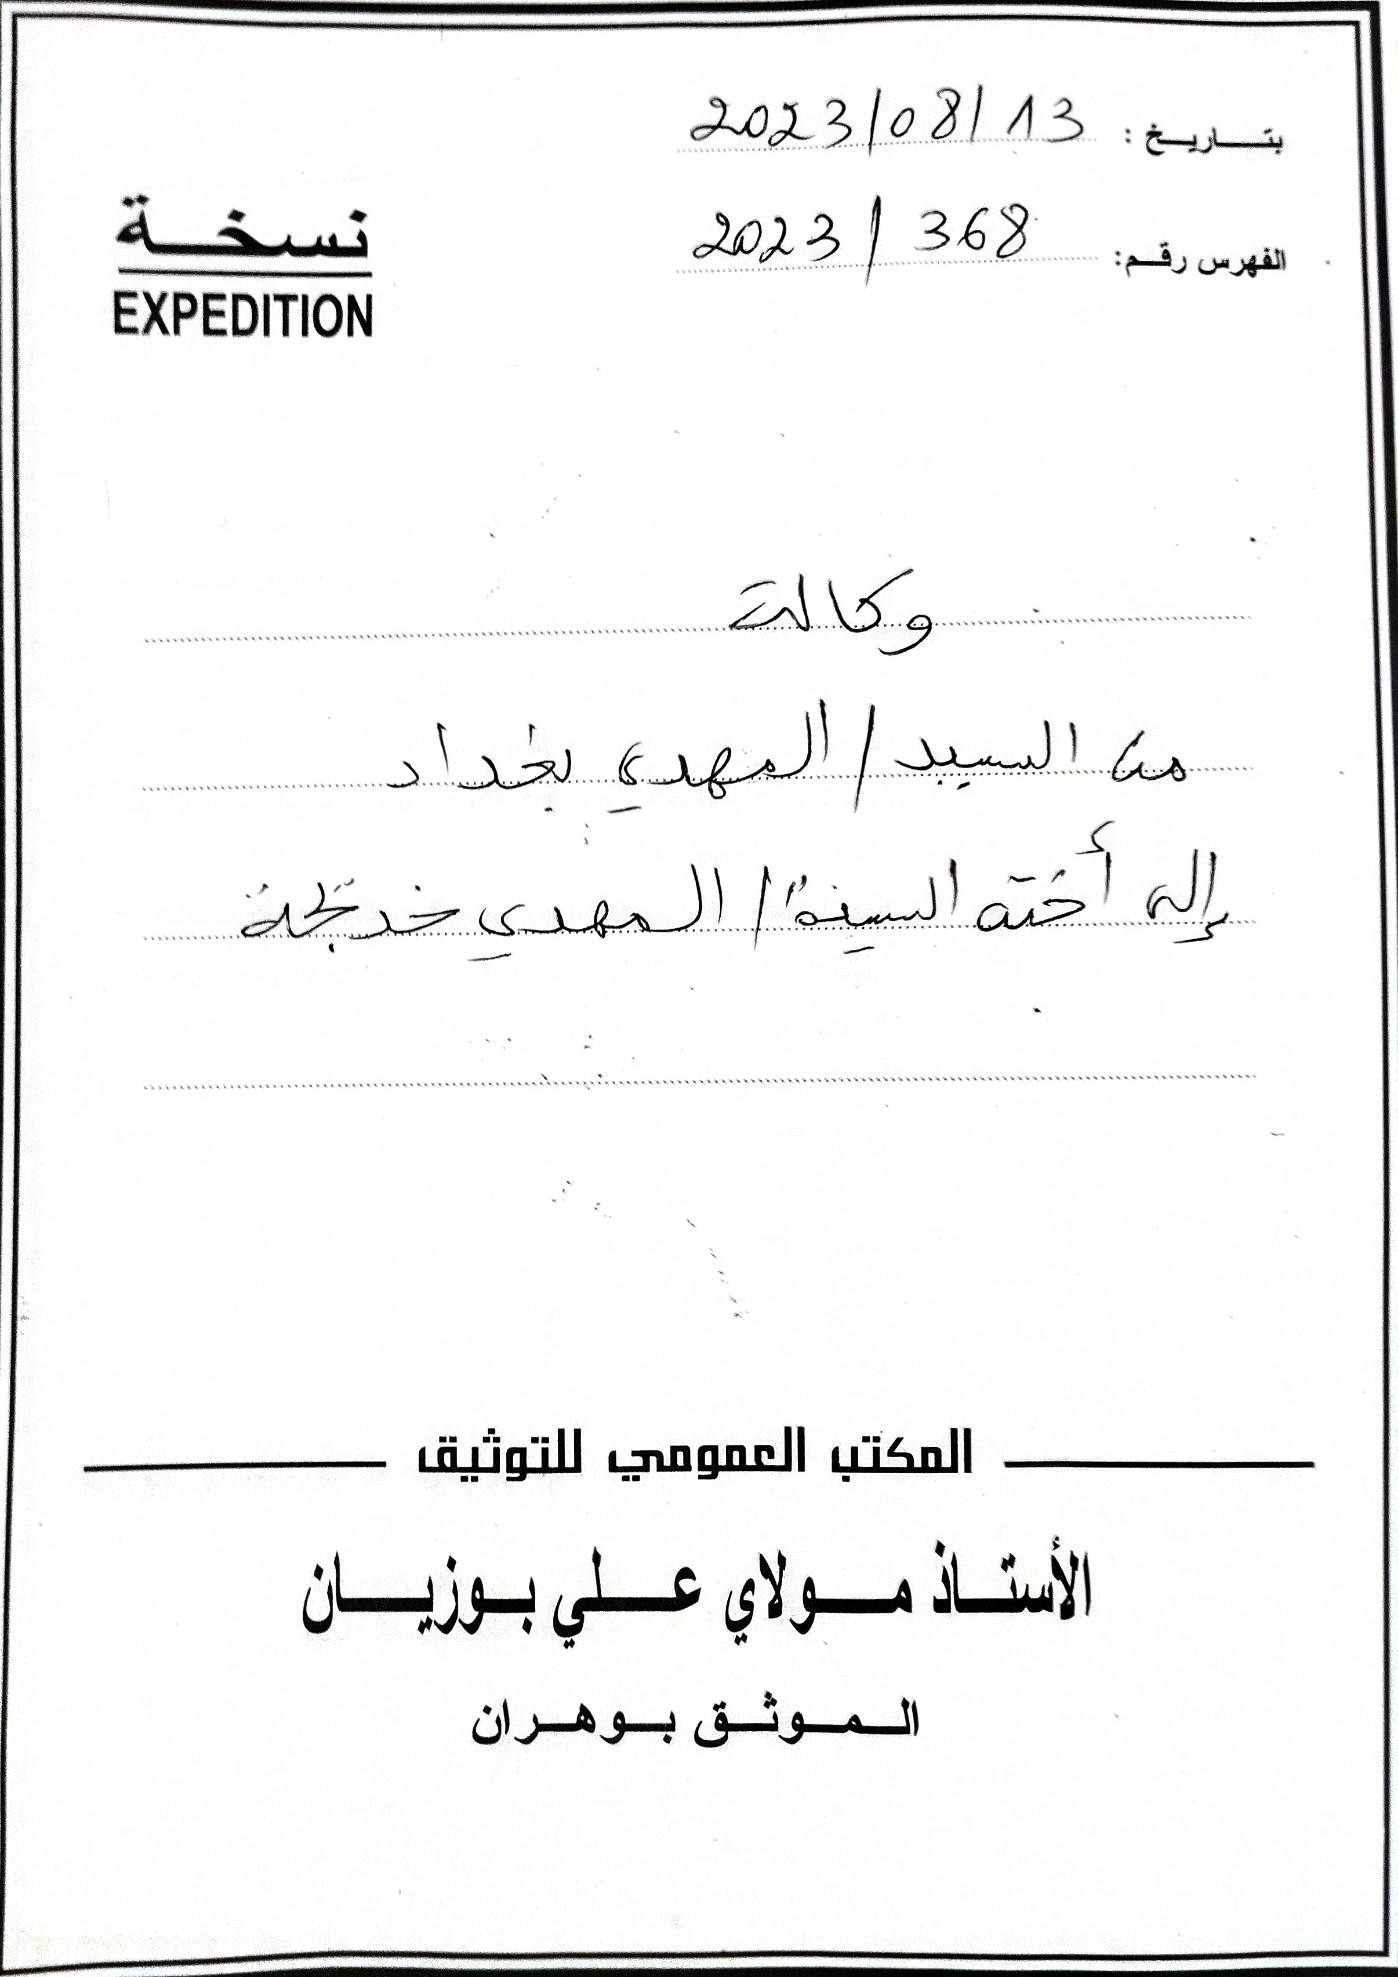 بتاريخ : 2023/08/13
الفهرس رقم: 2023/368
نسخة
EXPEDITION
وكالة
من السيد / المهدي بغداد
إلى أخته السيدة / المهدي خديجة
المكتب العمومي للتوثيق
الأستاذ مولاي علي بوزيان
الموثق بوهران